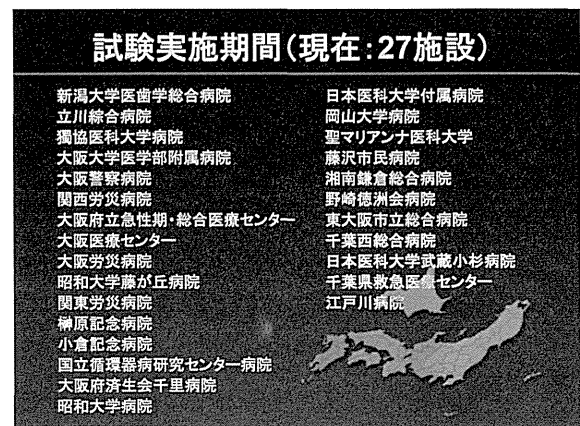 試験実施期間（現在：27施設）
新潟大学医歯学総合病院
立川綜合病院
獨協医科大学病院
大阪大学医学部附属病院
大阪警察病院
関西労災病院
大阪府立急性期・総合医療センター
大阪医療センター
大阪労災病院
昭和大学藤が丘病院
関東労災病院
榊原記念病院
小倉記念病院
国立循環器病研究センター病院
大阪府済生会千里病院
昭和大学病院
日本医科大学付属病院
岡山大学病院
聖マリアンナ医科大学
藤沢市民病院
湘南鎌倉総合病院
野崎徳洲会病院
東大阪市立総合病院
千葉西総合病院
日本医科大学武蔵小杉病院
千葉県救急医療センター
江戸川病院